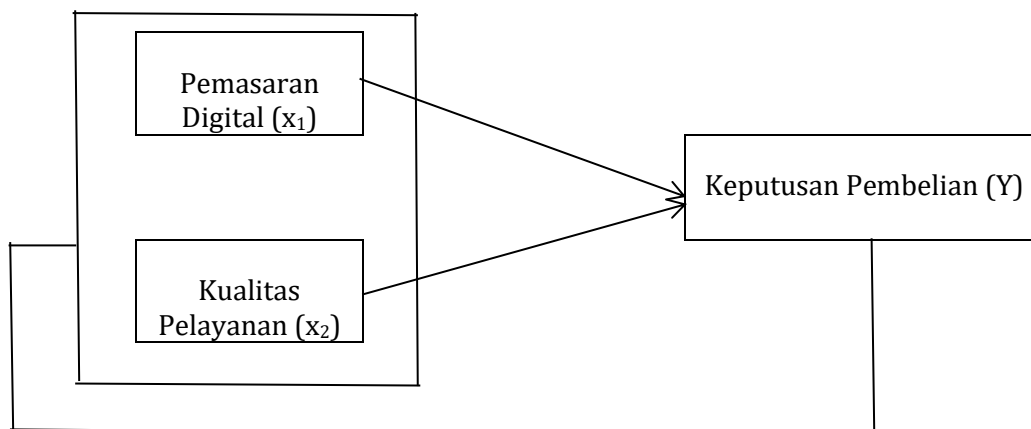 Pemasaran
Digital (x₁)
Keputusan Pembelian (Y)
Kualitas
Pelayanan (x₂)